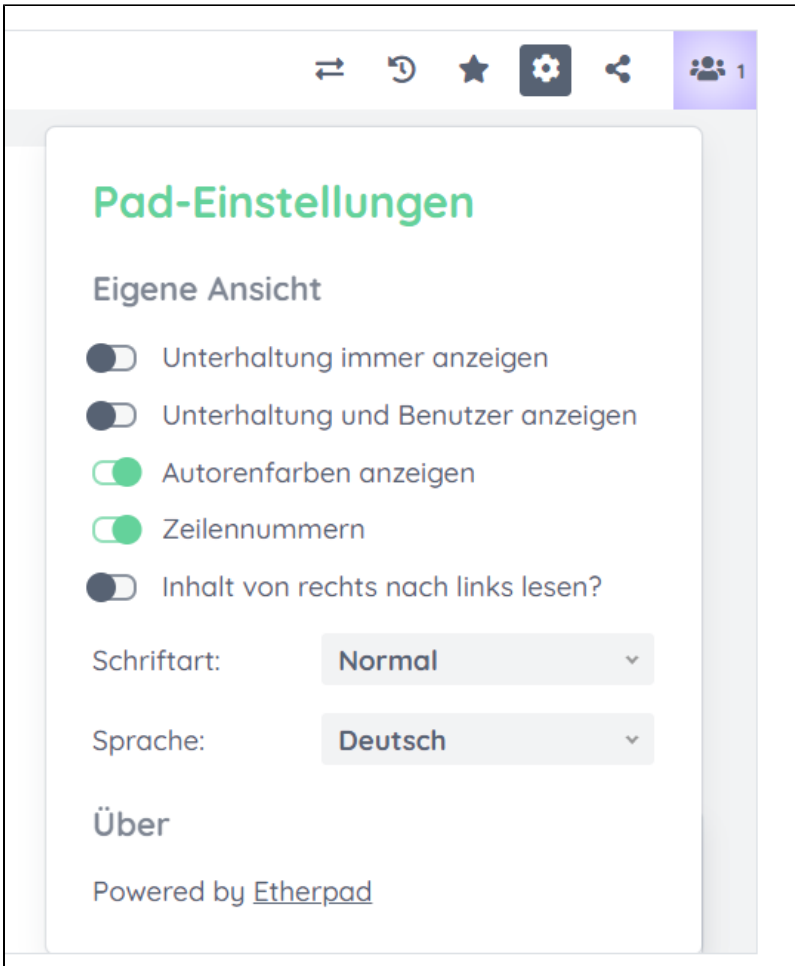 1
Pad-Einstellungen
Eigene Ansicht
Unterhaltung immer anzeigen
Unterhaltung und Benutzer anzeigen
Autorenfarben anzeigen
Zeilennummern
Inhalt von rechts nach links lesen?
Schriftart: Normal
Sprache: Deutsch
Über
Powered by Etherpad